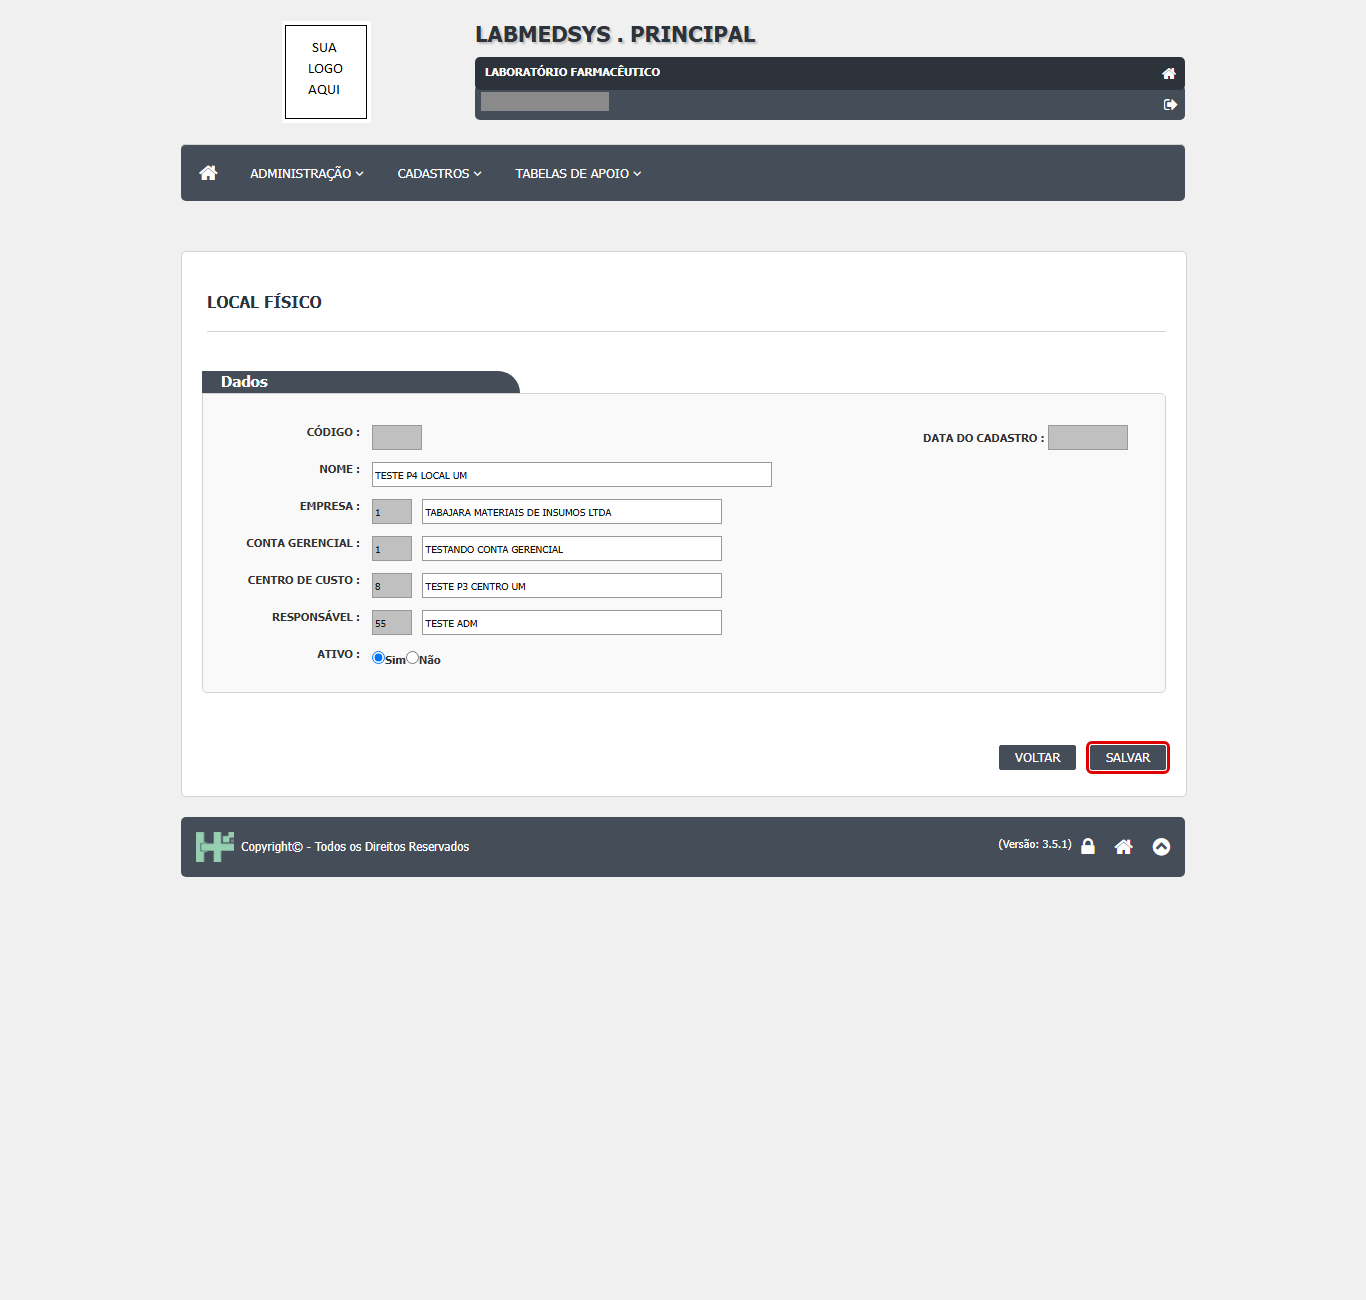 SUA
LOGO
AQUI
LABMEDSYS . PRINCIPAL
LABORATÓRIO FARMACÊUTICO
ADMINISTRAÇÃO CADASTROS TABELAS DE APOIO
LOCAL FÍSICO
Dados
CÓDIGO : DATA DO CADASTRO :
NOME : TESTE P4 LOCAL UM
EMPRESA : 1 TABAJARA MATERIAIS DE INSUMOS LTDA
CONTA GERENCIAL : 1 TESTANDO CONTA GERENCIAL
CENTRO DE CUSTO : 8 TESTE P3 CENTRO UM
RESPONSÁVEL : 55 TESTE ADM
ATIVO : Sim Não
VOLTAR SALVAR
Copyright© - Todos os Direitos Reservados (Versão: 3.5.1)